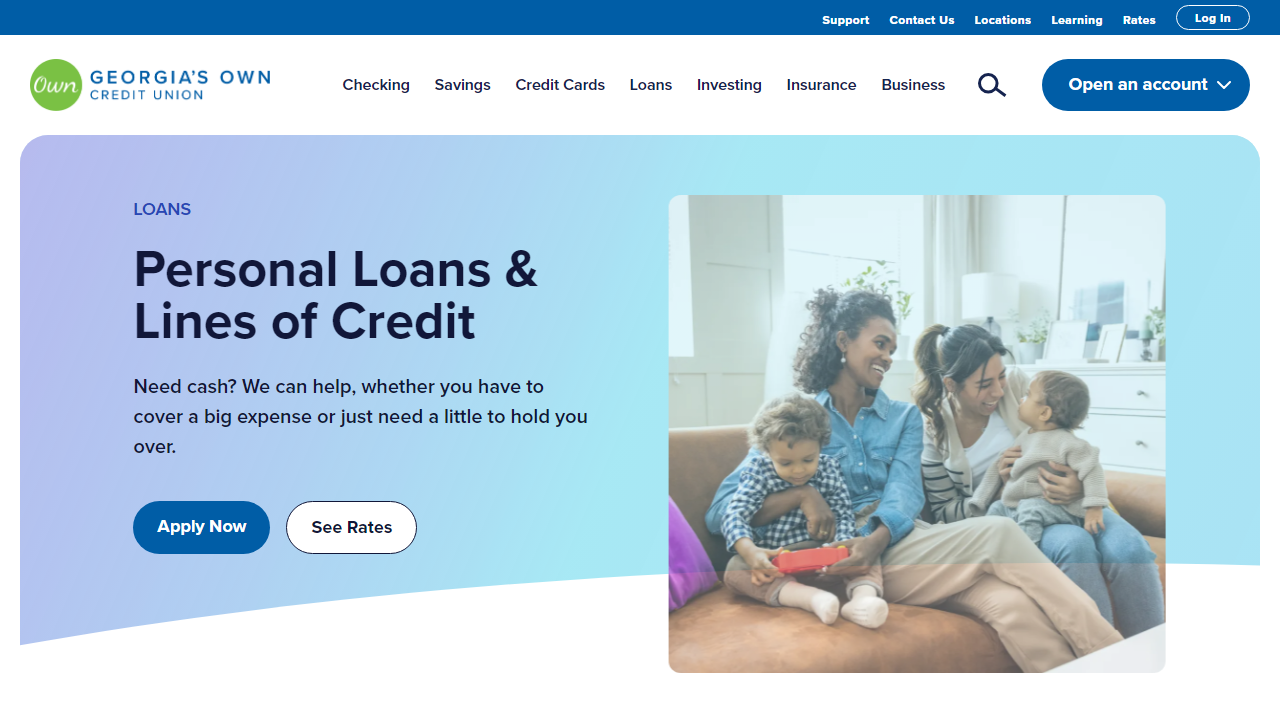 Support Contact Us Locations Learning Rates Log In
Own GEORGIA'S OWN
CREDIT UNION
Checking Savings Credit Cards Loans Investing Insurance Business Open an account
LOANS
Personal Loans &
Lines of Credit
Need cash? We can help, whether you have to
cover a big expense or just need a little to hold you
over.
Apply Now See Rates